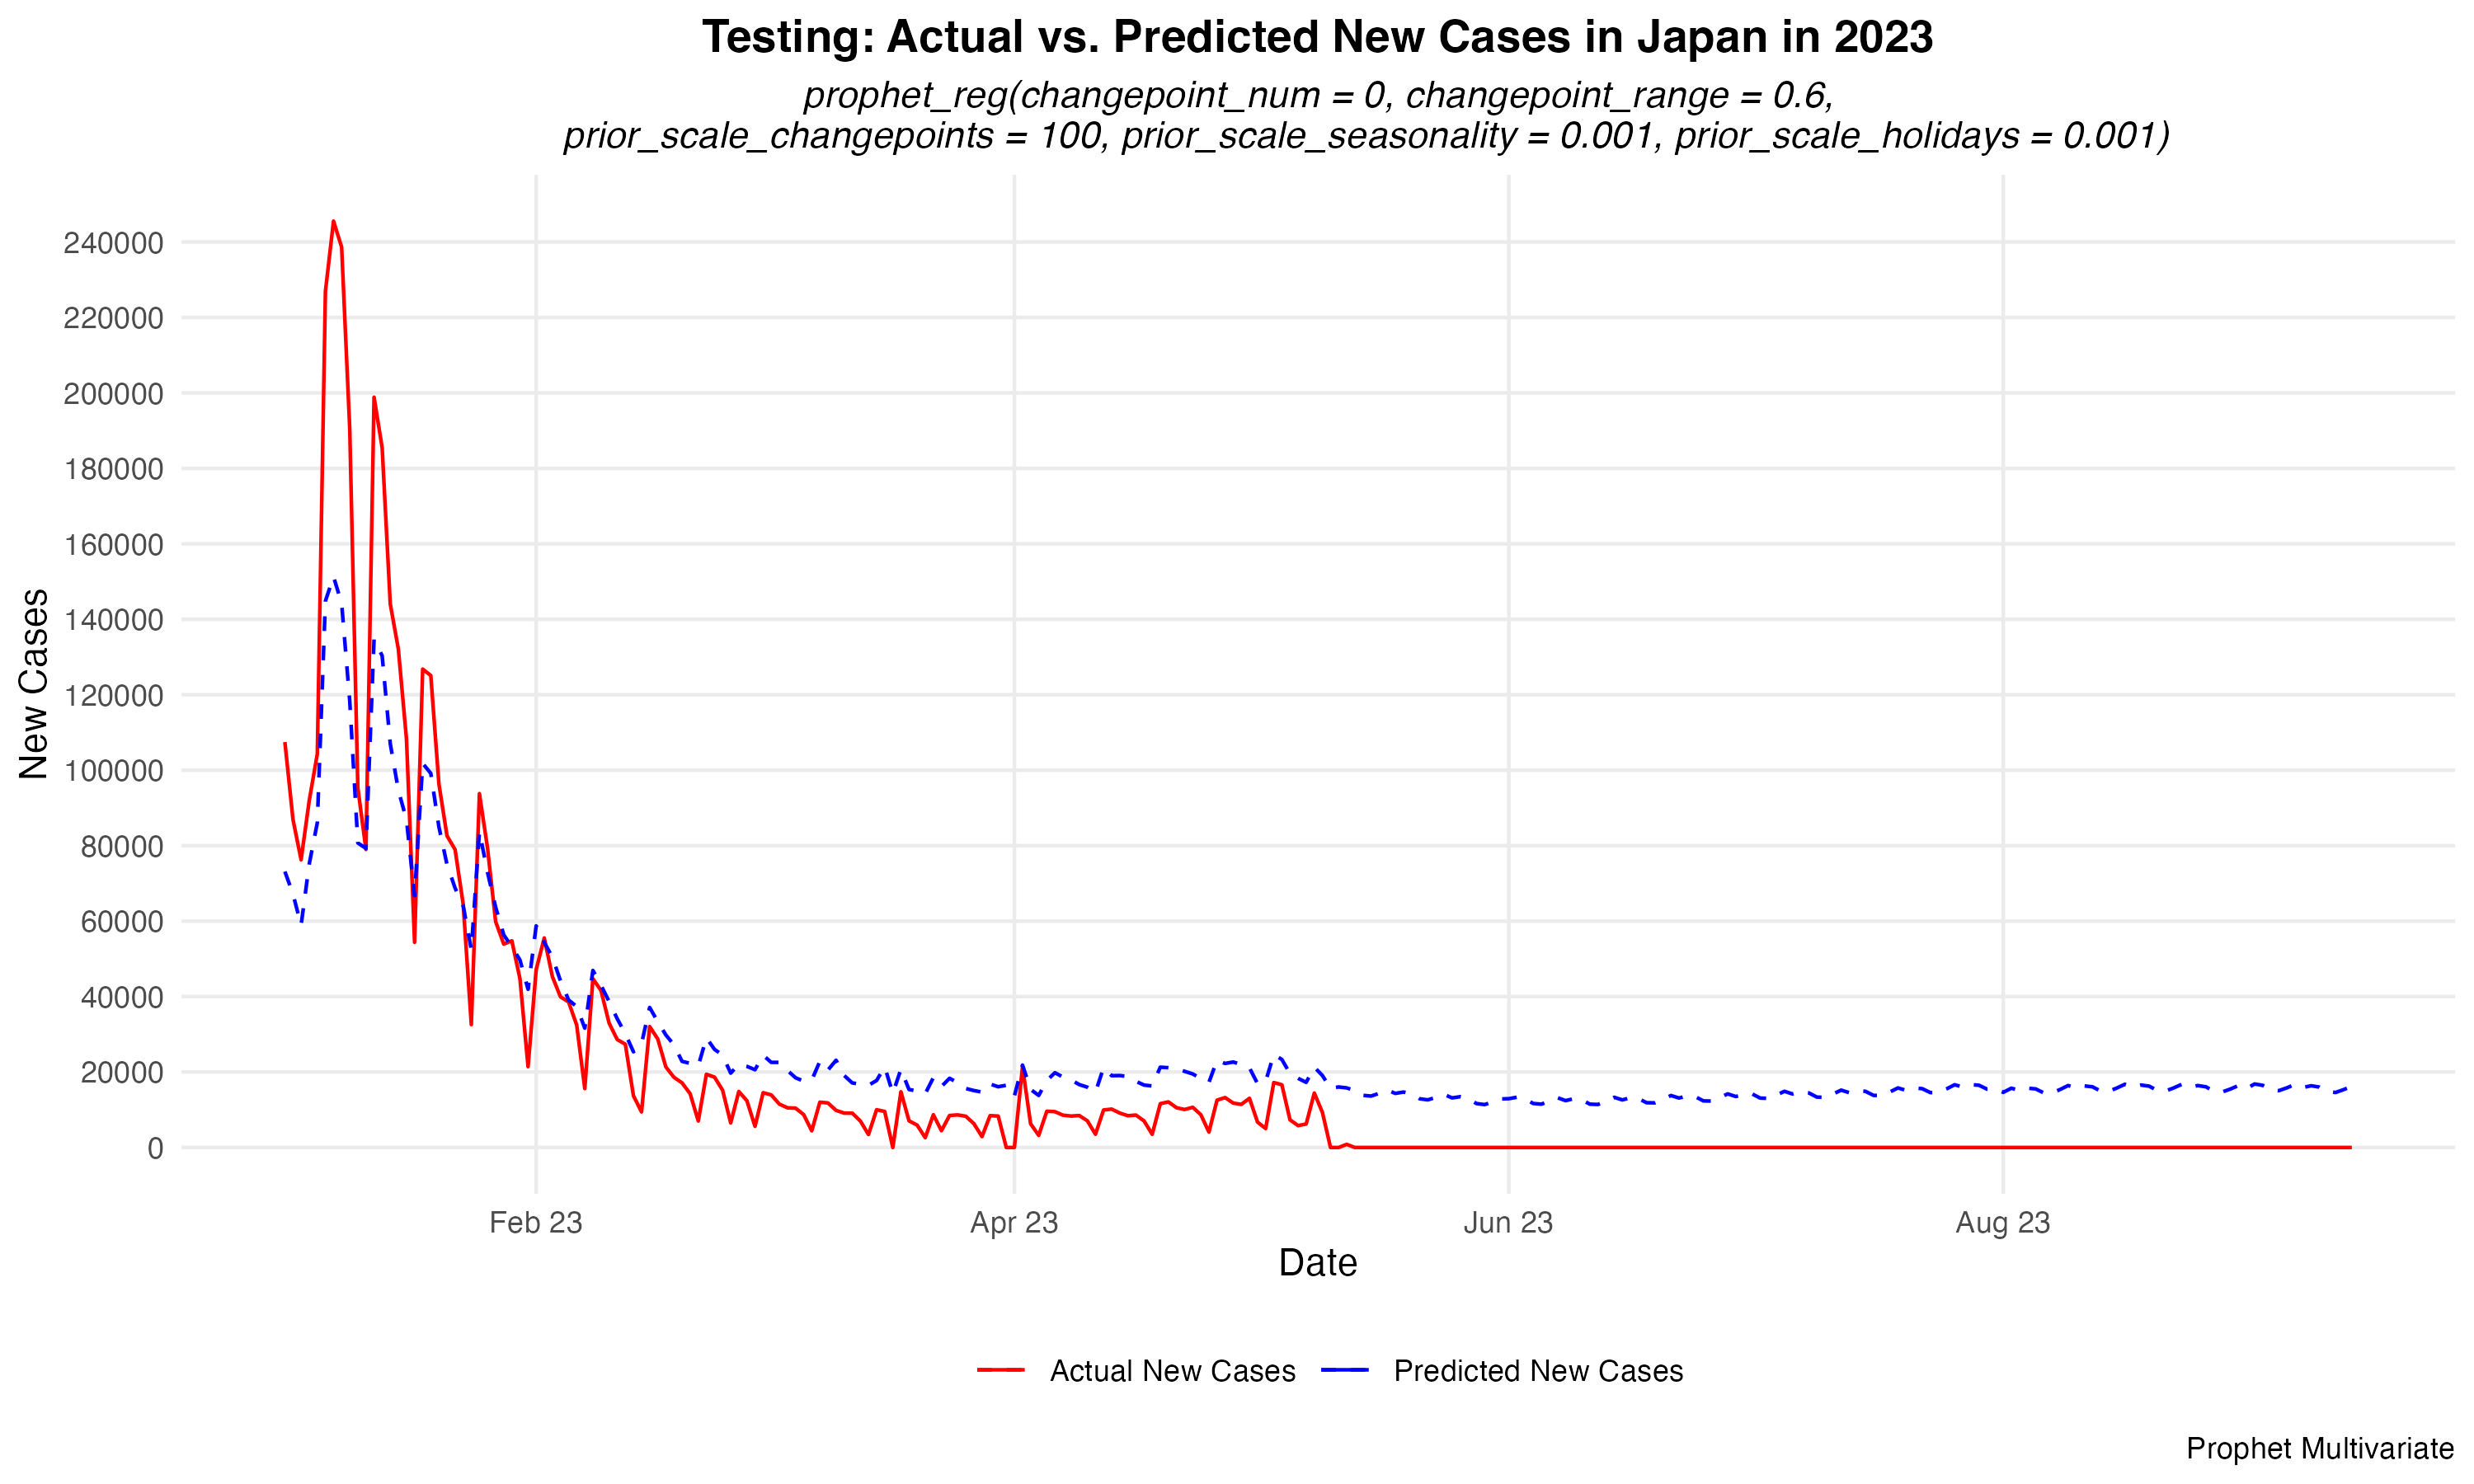 Testing: Actual vs. Predicted New Cases in Japan in 2023
prophet_reg(changepoint_num = 0, changepoint_range = 0.6,
prior_scale_changepoints = 100, prior_scale_seasonality = 0.001, prior_scale_holidays = 0.001)
New Cases
240000
220000
200000
180000
160000
140000
120000
100000
80000
60000
40000
20000
0
Feb 23 Apr 23 Jun 23 Aug 23
Date
Actual New Cases Predicted New Cases
Prophet Multivariate